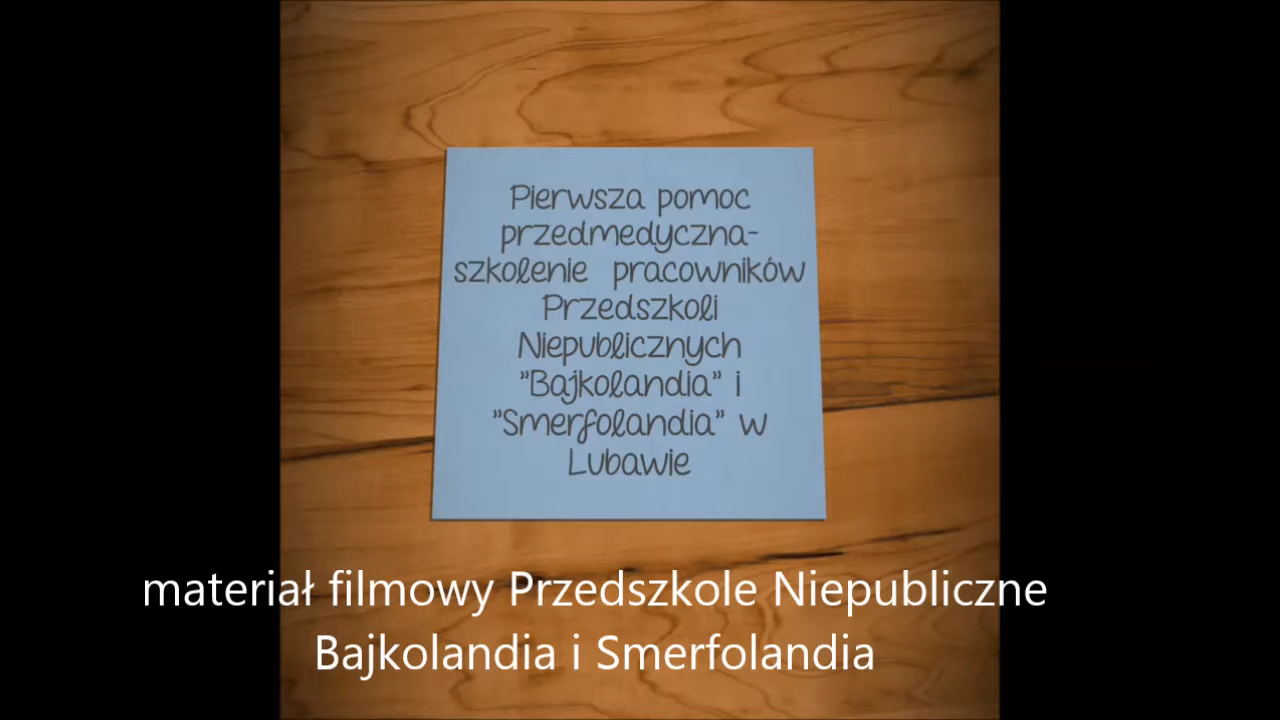 Pierwsza pomoc
przedmedyczna-
szkolenie pracowników
Przedszkoli
Niepublicznych
"Bajkolandia" i
"Smerfolandia" w
Lubawie
materiał filmowy Przedszkole Niepubliczne
Bajkolandia i Smerfolandia